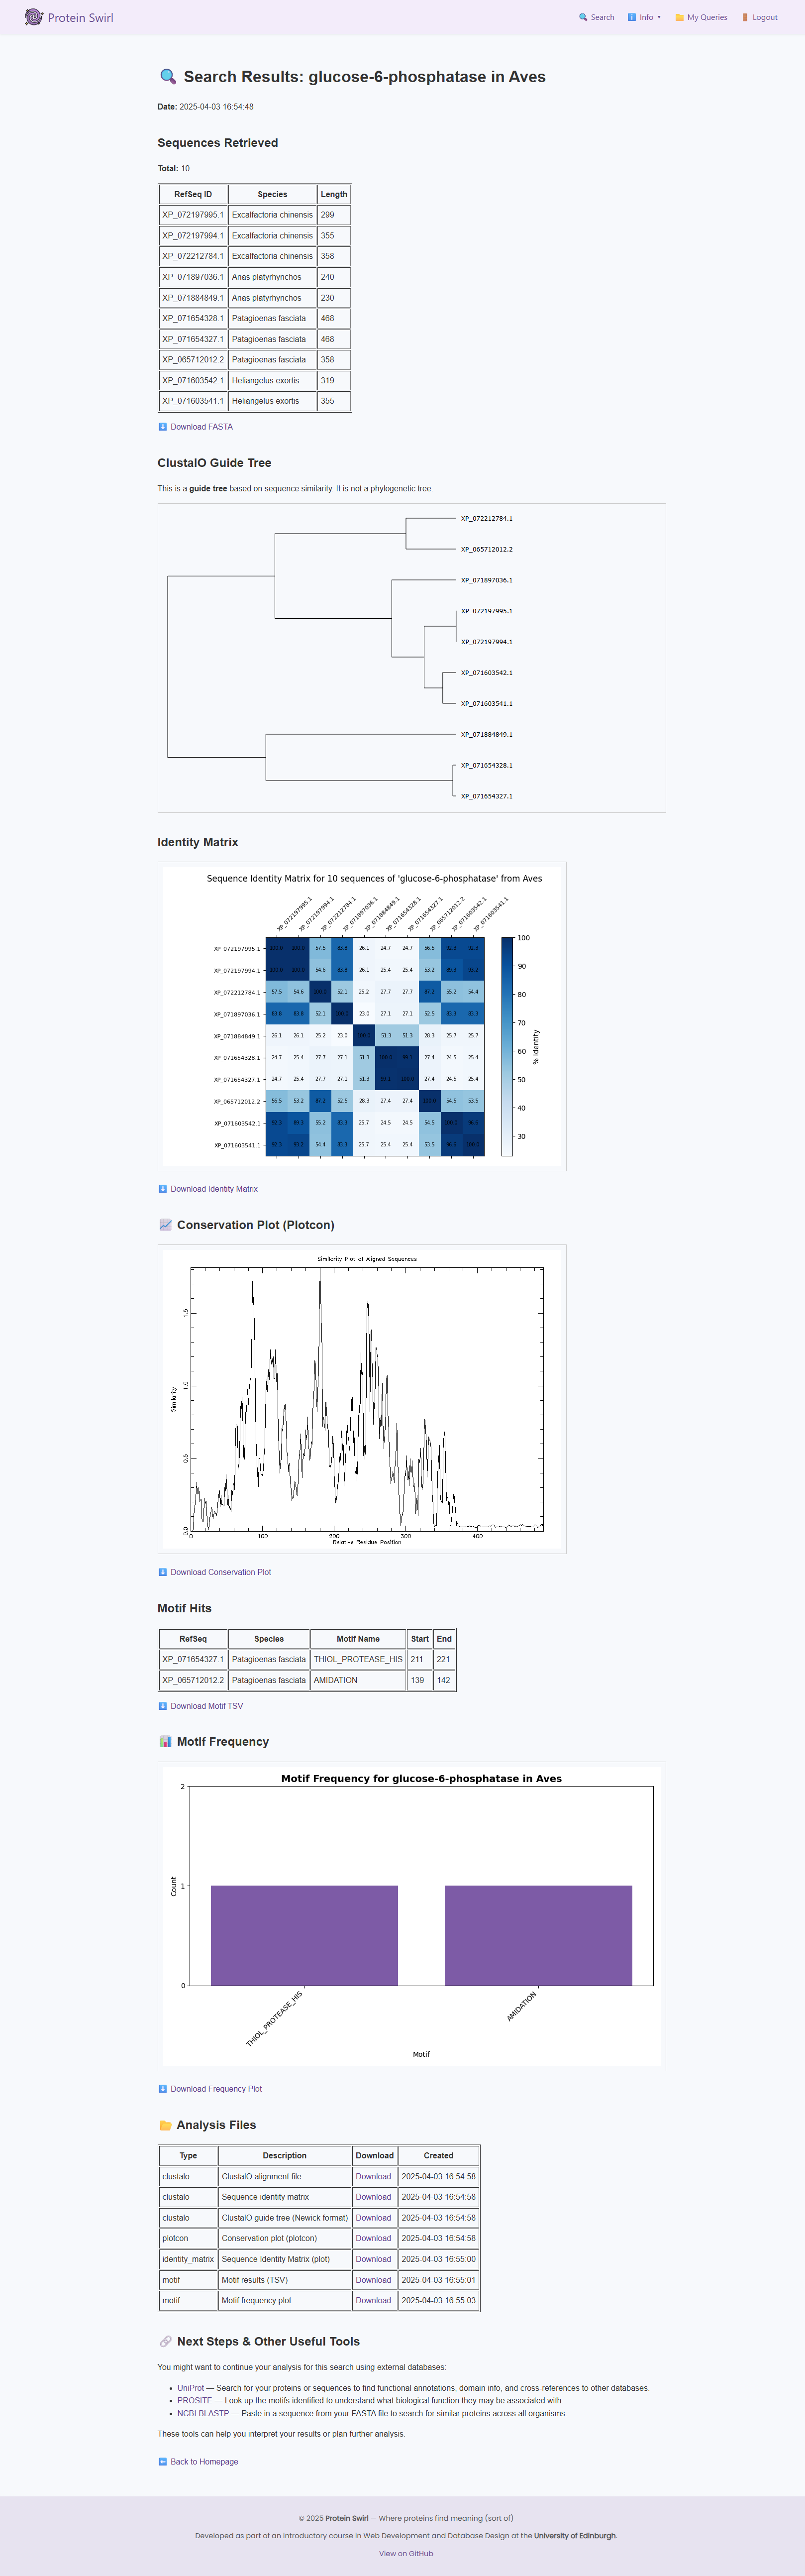 Protein Swirl
Search Info ▼ My Queries Logout
Search Results: glucose-6-phosphatase in Aves
Date: 2025-04-03 16:54:48
Sequences Retrieved
Total: 10
RefSeq ID Species Length
XP_072197995.1 Excalfactoria chinensis 299
XP_072197994.1 Excalfactoria chinensis 355
XP_072212784.1 Excalfactoria chinensis 358
XP_071897036.1 Anas platyrhynchos 240
XP_071884849.1 Anas platyrhynchos 230
XP_071654328.1 Patagioenas fasciata 468
XP_071654327.1 Patagioenas fasciata 468
XP_065712012.2 Patagioenas fasciata 358
XP_071603542.1 Heliangelus exortis 319
XP_071603541.1 Heliangelus exortis 355
Download FASTA
ClustalO Guide Tree
This is a guide tree based on sequence similarity. It is not a phylogenetic tree.
XP_072212784.1
XP_065712012.2
XP_071897036.1
XP_072197995.1
XP_072197994.1
XP_071603542.1
XP_071603541.1
XP_071884849.1
XP_071654328.1
XP_071654327.1
Identity Matrix
Sequence Identity Matrix for 10 sequences of 'glucose-6-phosphatase' from Aves
XP_072197995.1 XP_072197994.1 XP_072212784.1 XP_071897036.1 XP_071884849.1 XP_071654328.1 XP_071654327.1 XP_065712012.2 XP_071603542.1 XP_071603541.1
XP_072197995.1 100.0 100.0 57.5 83.8 26.1 24.7 24.7 56.5
XP_072197994.1 100.0 100.0 54.6 83.8 26.1 25.4 25.4 53.2
XP_072212784.1 57.5 54.6 100.0 52.1 25.2 27.7 27.7 87.2 55.2 54.4
XP_071897036.1 83.8 83.8 52.1 100.0 23.0 27.1 27.1 52.5 83.3 83.3
XP_071884849.1 26.1 26.1 25.2 23.0 100.0 51.3 51.3 28.3 25.7 25.7
XP_071654328.1 24.7 25.4 27.7 27.1 51.3 100.0 27.4 24.5 25.4
XP_071654327.1 24.7 25.4 27.7 27.1 51.3 100.0 27.4 24.5 25.4
XP_065712012.2 56.5 53.2 87.2 52.5 28.3 27.4 27.4 100.0 54.5 53.5
XP_071603542.1 55.2 83.3 25.7 24.5 24.5 54.5 100.0
XP_071603541.1 54.4 83.3 25.7 25.4 25.4 53.5 100.0
100
90
80
70
60
50
40
30
% Identity
Download Identity Matrix
Conservation Plot (Plotcon)
Similarity Plot of Aligned Sequences
Similarity
1.5
1.0
0.5
0.0
0 100 200 300 400
Relative Residue Position
Download Conservation Plot
Motif Hits
RefSeq Species Motif Name Start End
XP_071654327.1 Patagioenas fasciata THIOL_PROTEASE_HIS 211 221
XP_065712012.2 Patagioenas fasciata AMIDATION 139 142
Download Motif TSV
Motif Frequency
Motif Frequency for glucose-6-phosphatase in Aves
2
1
0
Count
THIOL_PROTEASE_HIS AMIDATION
Motif
Download Frequency Plot
Analysis Files
Type Description Download Created
clustalo ClustalO alignment file Download 2025-04-03 16:54:58
clustalo Sequence identity matrix Download 2025-04-03 16:54:58
clustalo ClustalO guide tree (Newick format) Download 2025-04-03 16:54:58
plotcon Conservation plot (plotcon) Download 2025-04-03 16:54:58
identity_matrix Sequence Identity Matrix (plot) Download 2025-04-03 16:55:00
motif Motif results (TSV) Download 2025-04-03 16:55:01
motif Motif frequency plot Download 2025-04-03 16:55:03
Next Steps & Other Useful Tools
You might want to continue your analysis for this search using external databases:
• UniProt — Search for your proteins or sequences to find functional annotations, domain info, and cross-references to other databases.
• PROSITE — Look up the motifs identified to understand what biological function they may be associated with.
• NCBI BLASTP — Paste in a sequence from your FASTA file to search for similar proteins across all organisms.
These tools can help you interpret your results or plan further analysis.
Back to Homepage
© 2025 Protein Swirl — Where proteins find meaning (sort of)
Developed as part of an introductory course in Web Development and Database Design at the University of Edinburgh.
View on GitHub